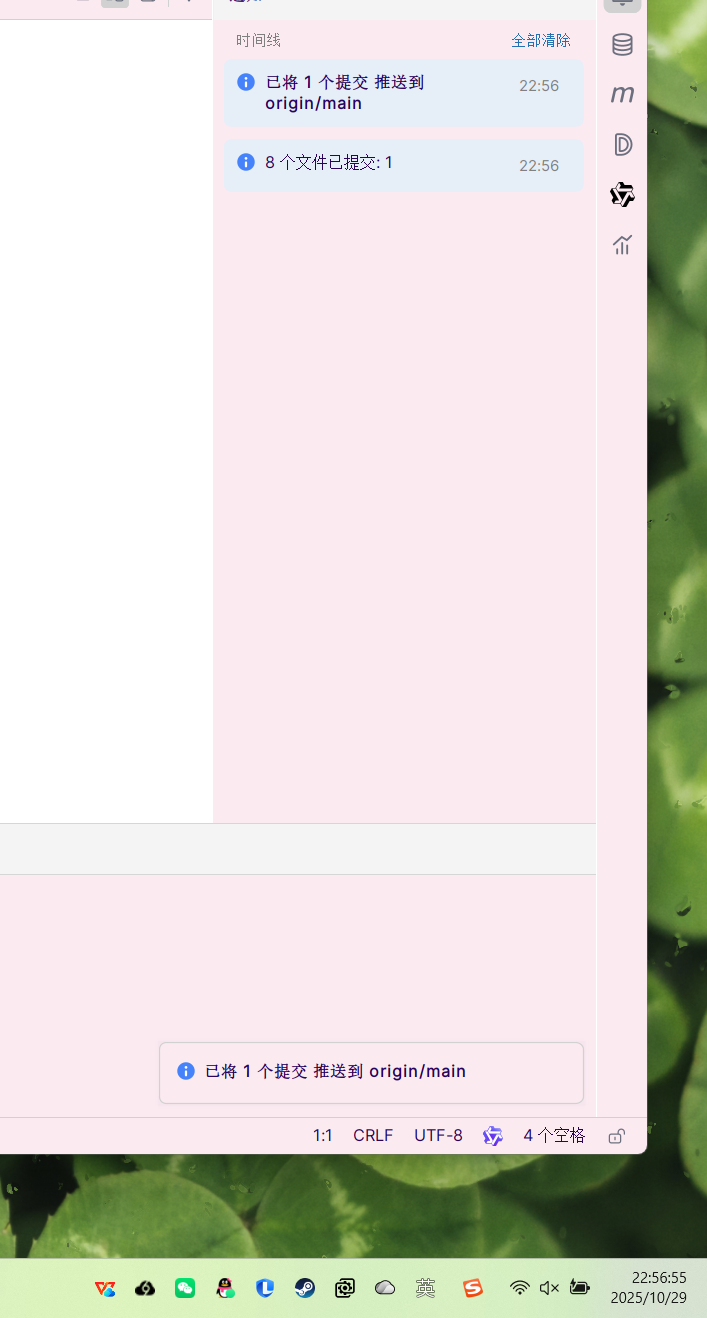 时间线 全部清除
已将 1 个提交 推送到 22:56
origin/main
8 个文件已提交: 1 22:56
已将 1 个提交 推送到 origin/main
1:1 CRLF UTF-8 4 个空格
英
22:56:55
2025/10/29